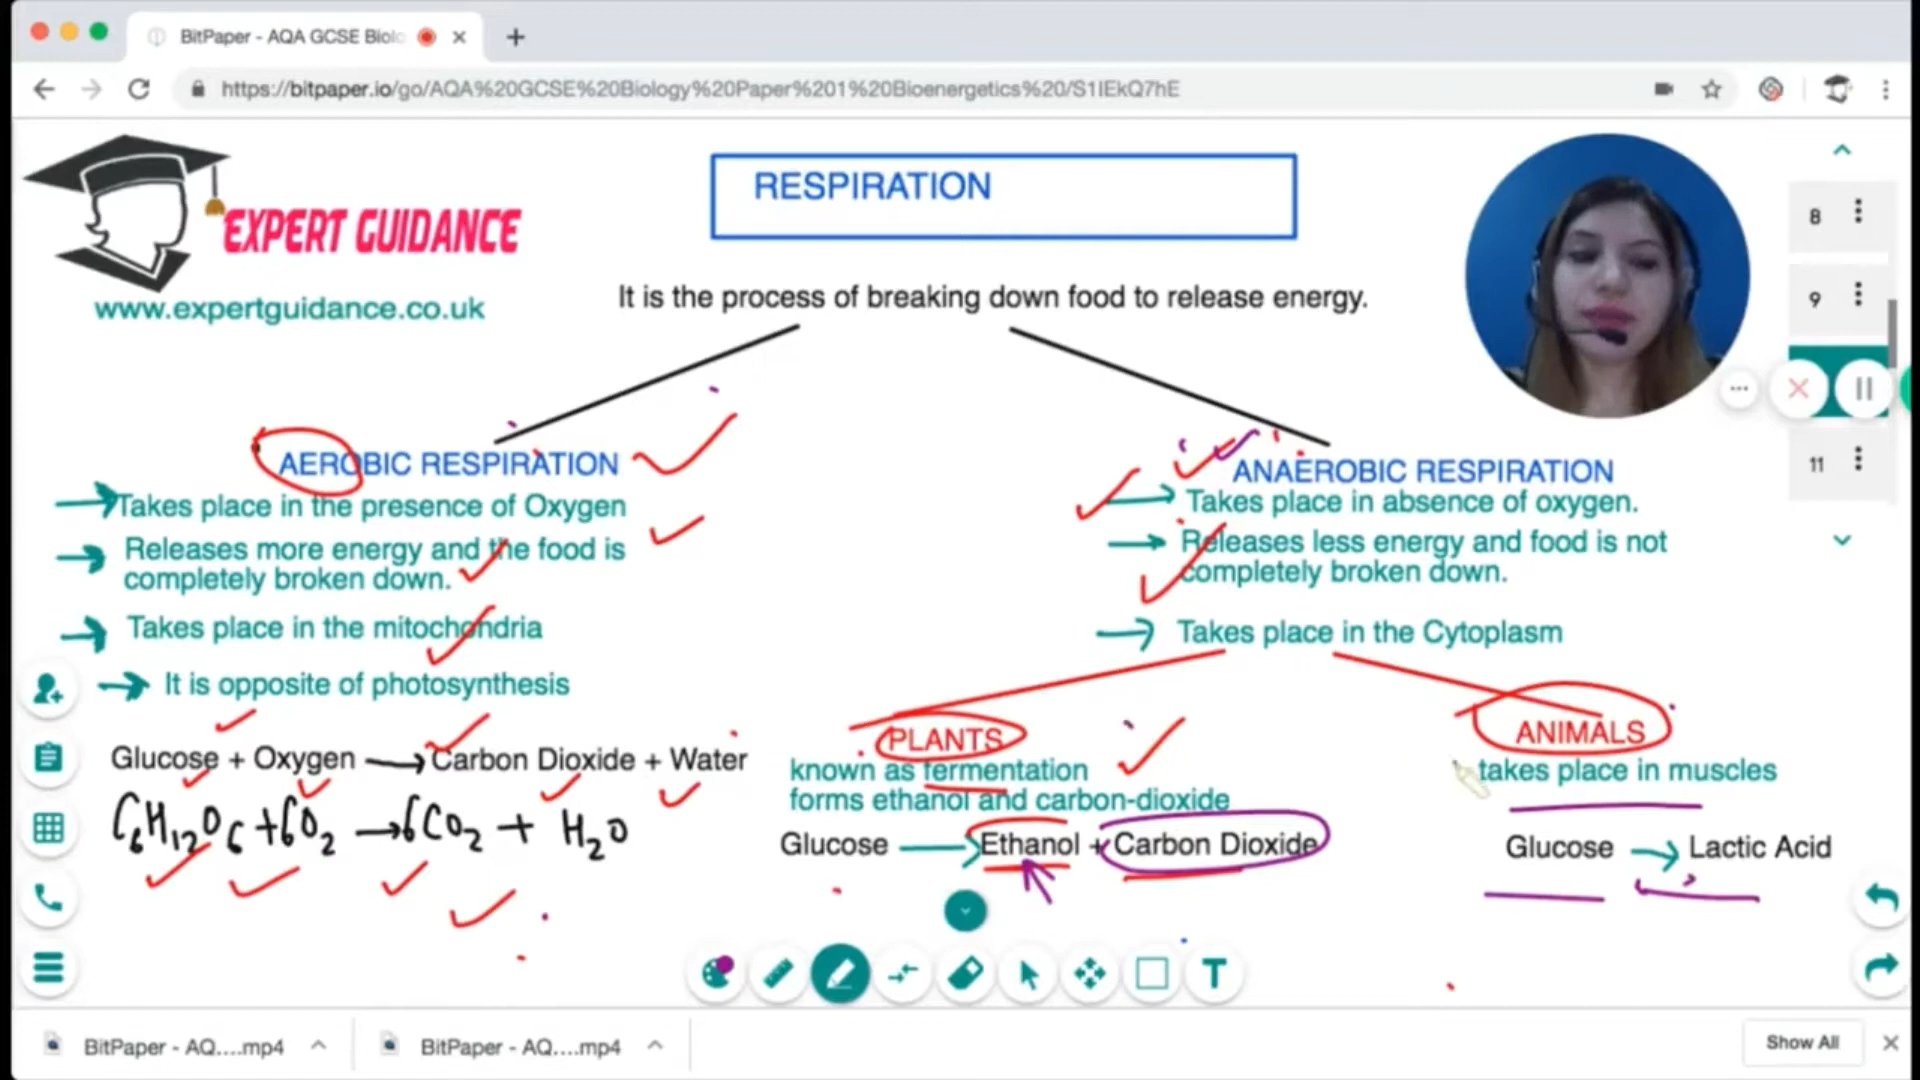 BitPaper - AQA GCSE Biolo
https://bitpaper.io/go/AQA%20GCSE%20Biology%20Paper%201%20Bioenergetics%20/S1IEkQ7hE
EXPERT GUIDANCE
www.expertguidance.co.uk
RESPIRATION
It is the process of breaking down food to release energy.
8
9
11
AEROBIC RESPIRATION
Takes place in the presence of Oxygen
Releases more energy and the food is
completely broken down.
Takes place in the mitochondria
It is opposite of photosynthesis
Glucose + Oxygen → Carbon Dioxide + Water
C6H12O6 + 6O2 → 6CO2 + H2O
ANAEROBIC RESPIRATION
Takes place in absence of oxygen.
Releases less energy and food is not
completely broken down.
Takes place in the Cytoplasm
PLANTS
known as fermentation
forms ethanol and carbon-dioxide
Glucose → Ethanol + Carbon Dioxide
ANIMALS
takes place in muscles
Glucose → Lactic Acid
T
BitPaper - AQ....mp4
BitPaper - AQ....mp4
Show All